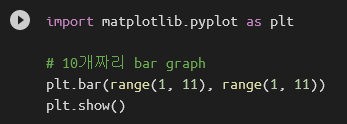 import matplotlib.pyplot as plt
# 10개짜리 bar graph
plt.bar(range(1, 11), range(1, 11))
plt.show()